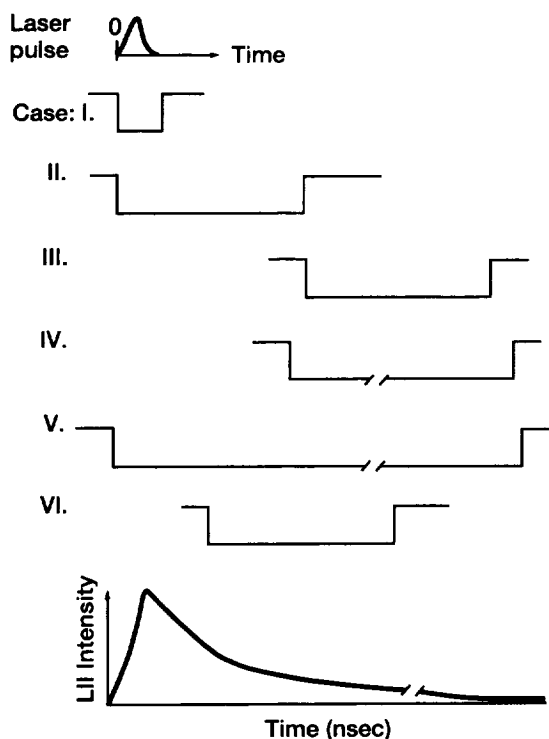 Laser
pulse
0
Time
Case: I.
II.
III.
IV.
V.
VI.
LII Intensity
Time (nsec)